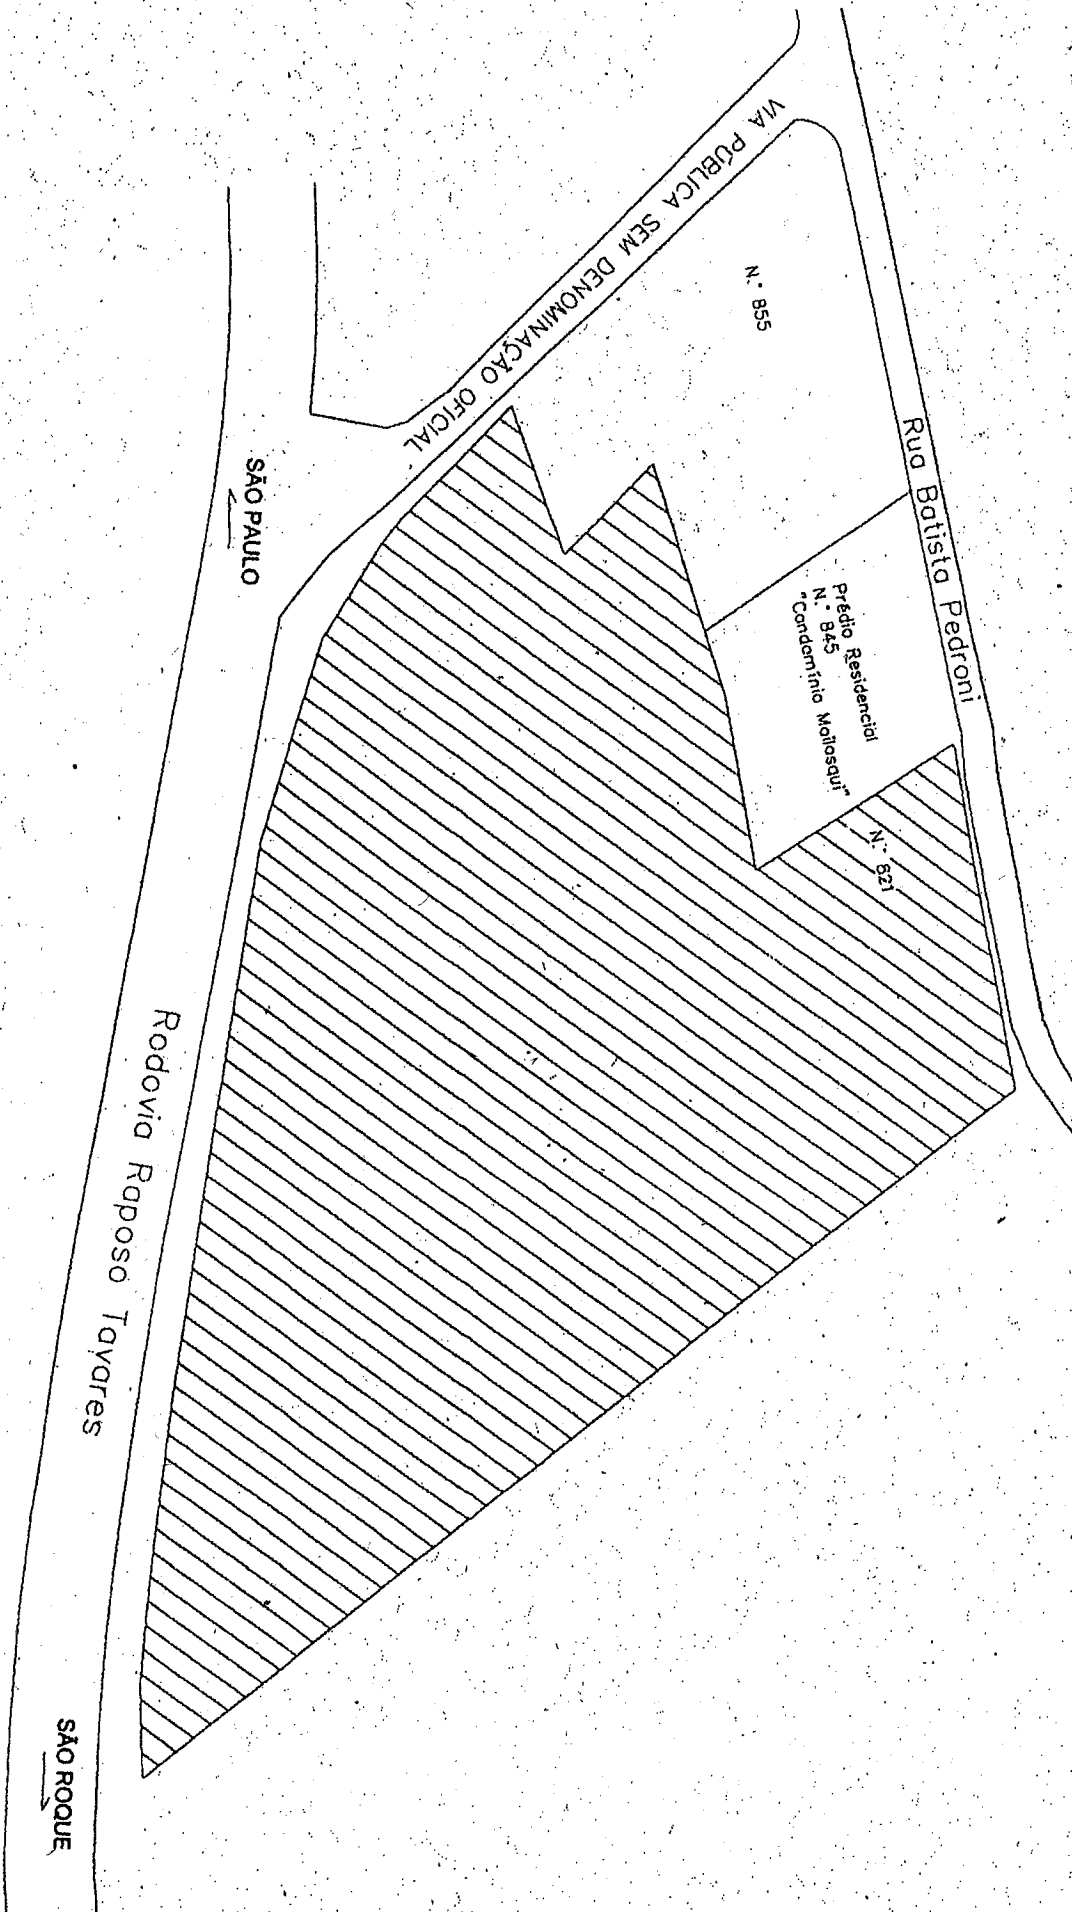 VIA PÚBLICA SEM DENOMINAÇÃO OFICIAL
N.º 855
Rua Batista Pedroni
Prédio Residencial
N.º 845
"Condomínio Mailasqui"
N.º 821
SÃO PAULO
Rodovia Raposo Tavares
SÃO ROQUE